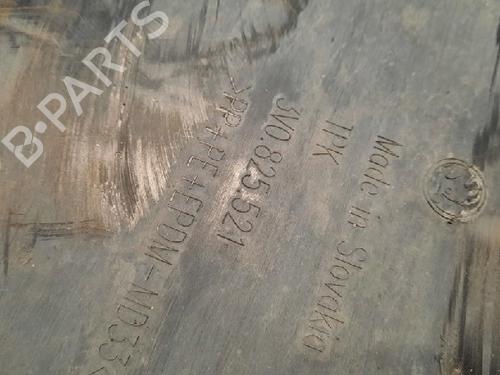 B-PARTS
Made in Slovakia
TPK
3V0.825.521
>PP+PE+EPDM-MD33<